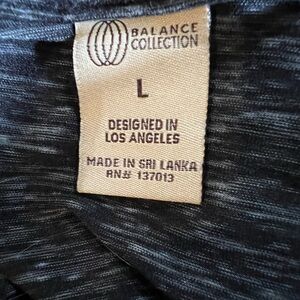 BALANCE
COLLECTION
L
DESIGNED IN
LOS ANGELES
MADE IN SRI LANKA
RN# 137013